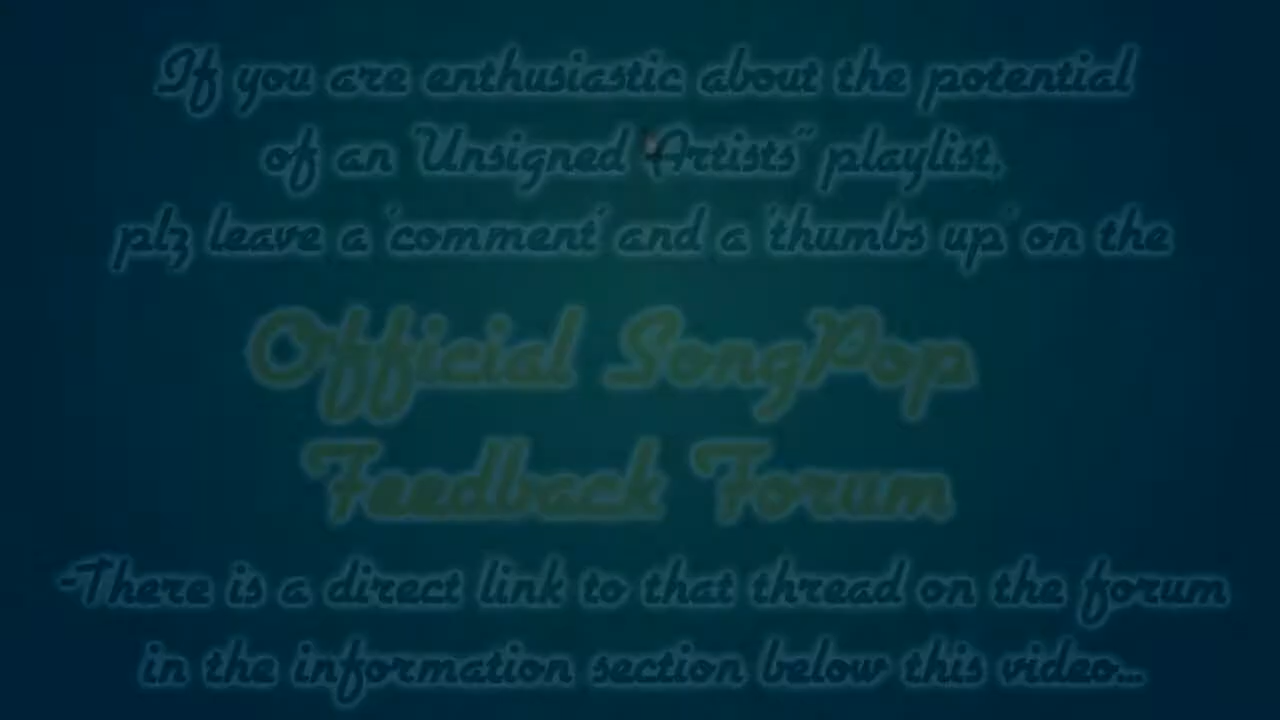 If you are enthusiastic about the potential
of an "Unsigned Artists" playlist,
plz leave a 'comment' and a 'thumbs up' on the
Official SongPop
Feedback Forum
-There is a direct link to that thread on the forum
in the information section below this video...